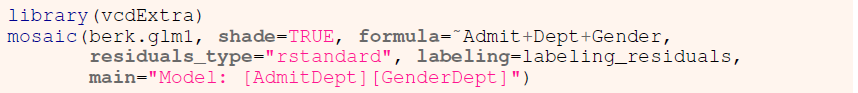 library(vcdExtra)
mosaic(berk.glm1, shade=TRUE, formula=~Admit+Dept+Gender,
       residuals_type="rstandard", labeling=labeling_residuals,
       main="Model: [AdmitDept][GenderDept]")